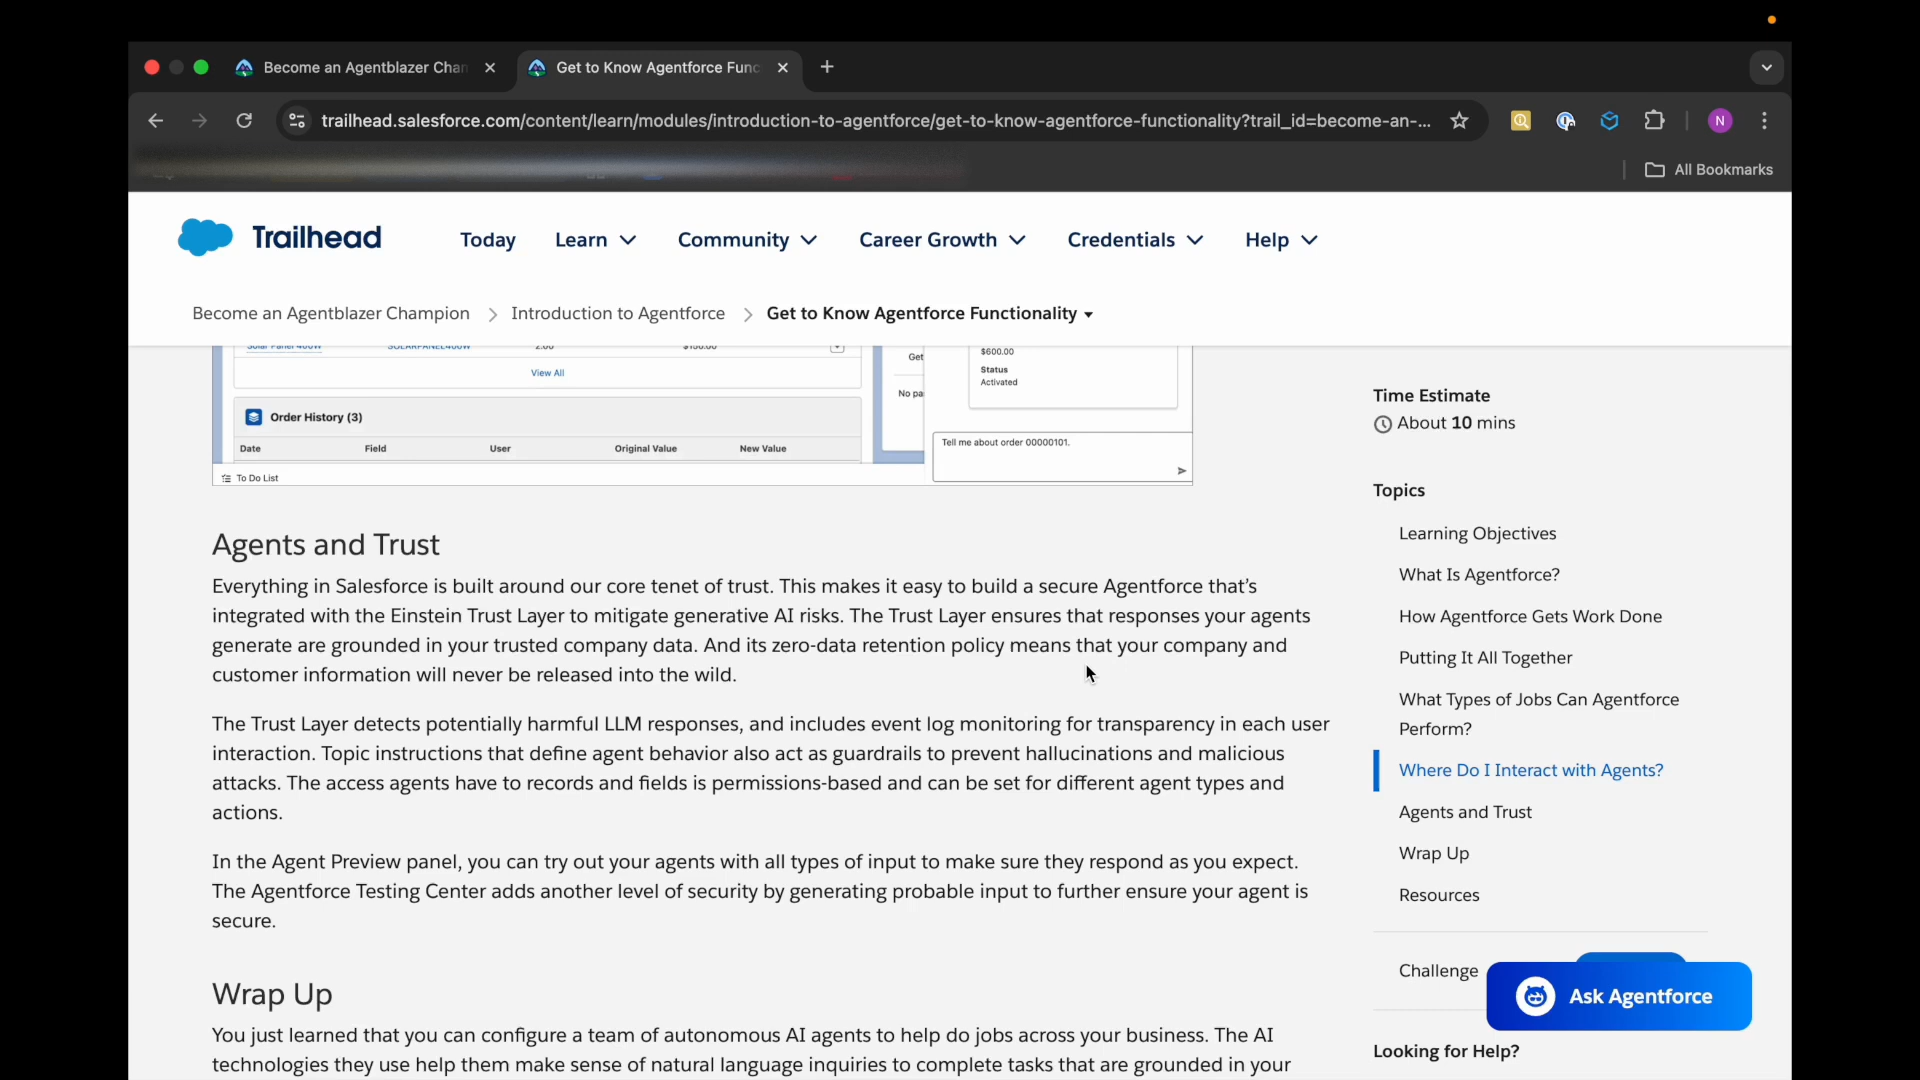 Become an Agentblazer Chan
Get to Know Agentforce Func
trailhead.salesforce.com/content/learn/modules/introduction-to-agentforce/get-to-know-agentforce-functionality?trail_id=become-an-...
N
All Bookmarks
Trailhead
Today
Learn
Community
Career Growth
Credentials
Help
Become an Agentblazer Champion
Introduction to Agentforce
Get to Know Agentforce Functionality
Solar Panel 400W
SOLARPANEL400W
2.00
$150.00
View All
Order History (3)
Date
Field
User
Original Value
New Value
To Do List
Get
No pa
$600.00
Status
Activated
Tell me about order 00000101.
Agents and Trust
Everything in Salesforce is built around our core tenet of trust. This makes it easy to build a secure Agentforce that’s
integrated with the Einstein Trust Layer to mitigate generative AI risks. The Trust Layer ensures that responses your agents
generate are grounded in your trusted company data. And its zero-data retention policy means that your company and
customer information will never be released into the wild.
The Trust Layer detects potentially harmful LLM responses, and includes event log monitoring for transparency in each user
interaction. Topic instructions that define agent behavior also act as guardrails to prevent hallucinations and malicious
attacks. The access agents have to records and fields is permissions-based and can be set for different agent types and
actions.
In the Agent Preview panel, you can try out your agents with all types of input to make sure they respond as you expect.
The Agentforce Testing Center adds another level of security by generating probable input to further ensure your agent is
secure.
Wrap Up
You just learned that you can configure a team of autonomous AI agents to help do jobs across your business. The AI
technologies they use help them make sense of natural language inquiries to complete tasks that are grounded in your
Time Estimate
About 10 mins
Topics
Learning Objectives
What Is Agentforce?
How Agentforce Gets Work Done
Putting It All Together
What Types of Jobs Can Agentforce
Perform?
Where Do I Interact with Agents?
Agents and Trust
Wrap Up
Resources
Challenge
Ask Agentforce
Looking for Help?